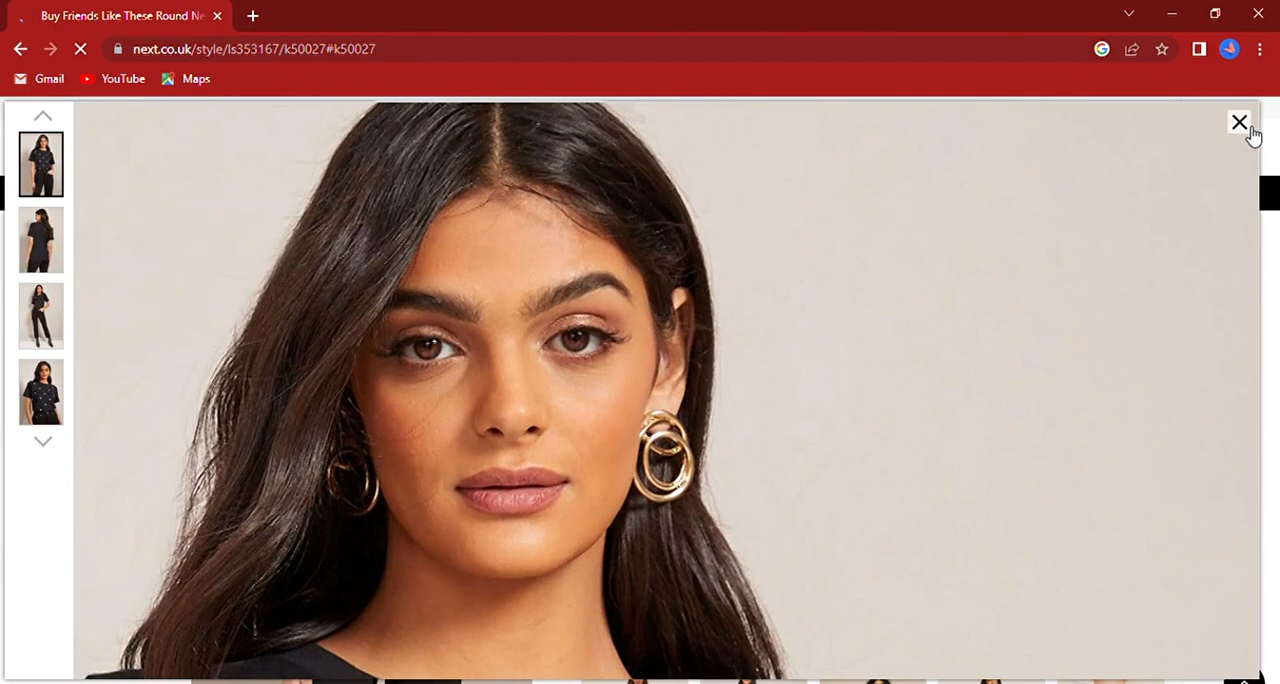 Buy Friends Like These Round Ne
next.co.uk/style/ls353167/k50027#k50027
Gmail YouTube Maps